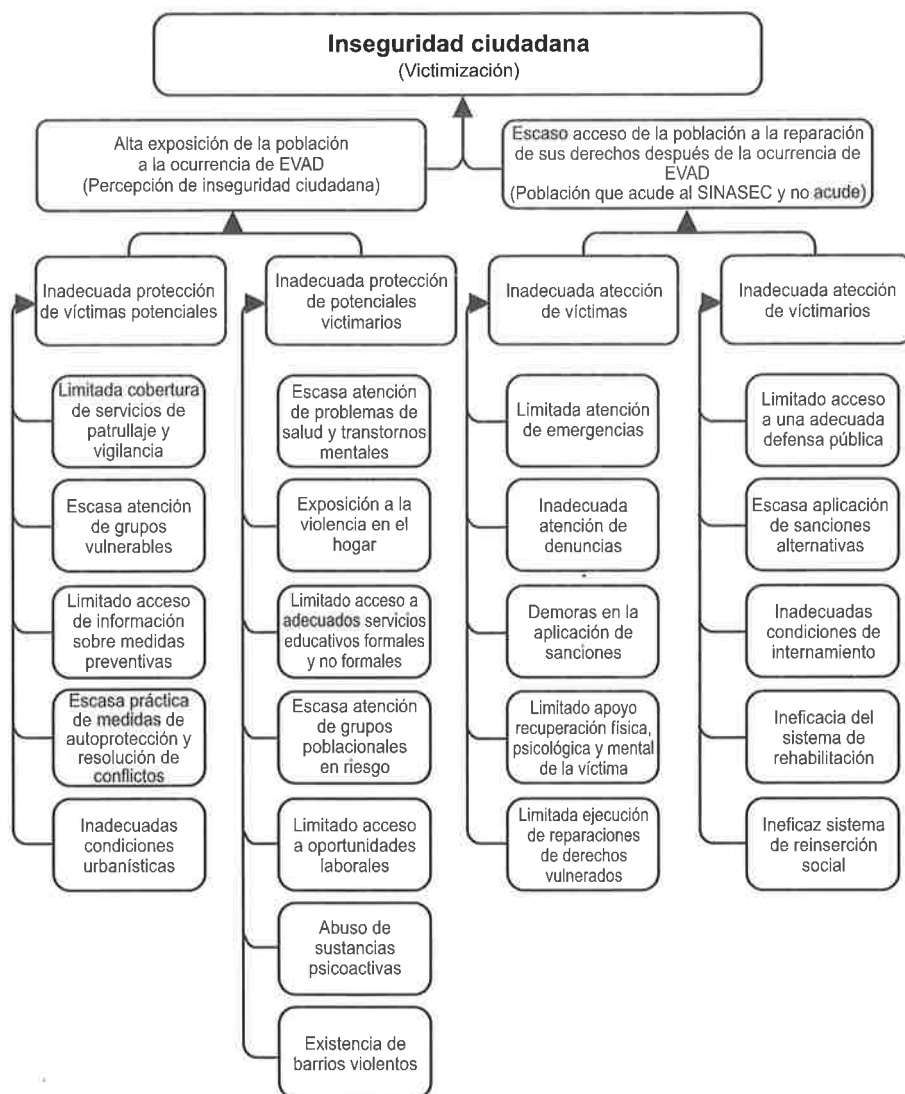 Inseguridad ciudadana
(Victimización)
Alta exposición de la población
a la ocurrencia de EVAD
(Percepción de inseguridad ciudadana)
Escaso acceso de la población a la reparación
de sus derechos después de la ocurrencia de
EVAD
(Población que acude al SINASEC y no acude)
Inadecuada protección
de víctimas potenciales
Limitada cobertura
de servicios de
patrullaje y
vigilancia
Escasa atención
de grupos
vulnerables
Limitado acceso
de información
sobre medidas
preventivas
Escasa práctica
de medidas de
autoprotección y
resolución de
conflictos
Inadecuadas
condiciones
urbanísticas
Inadecuada protección
de potenciales
victimarios
Escasa atención
de problemas de
salud y transtornos
mentales
Exposición a la
violencia en el
hogar
Limitado acceso a
adecuados servicios
educativos formales
y no formales
Escasa atención
de grupos
poblacionales
en riesgo
Limitado acceso
a oportunidades
laborales
Abuso de
sustancias
psicoactivas
Existencia de
barrios violentos
Inadecuada atección
de víctimas
Limitada atención
de emergencias
Inadecuada
atención de
denuncias
Demoras en la
aplicación de
sanciones
Limitado apoyo
recuperación física,
psicológica y mental
de la víctima
Limitada ejecución
de reparaciones
de derechos
vulnerados
Inadecuada atección
de víctimarios
Limitado acceso
a una adecuada
defensa pública
Escasa aplicación
de sanciones
alternativas
Inadecuadas
condiciones de
internamiento
Ineficacia del
sistema de
rehabilitación
Ineficaz sistema
de reinserción
social